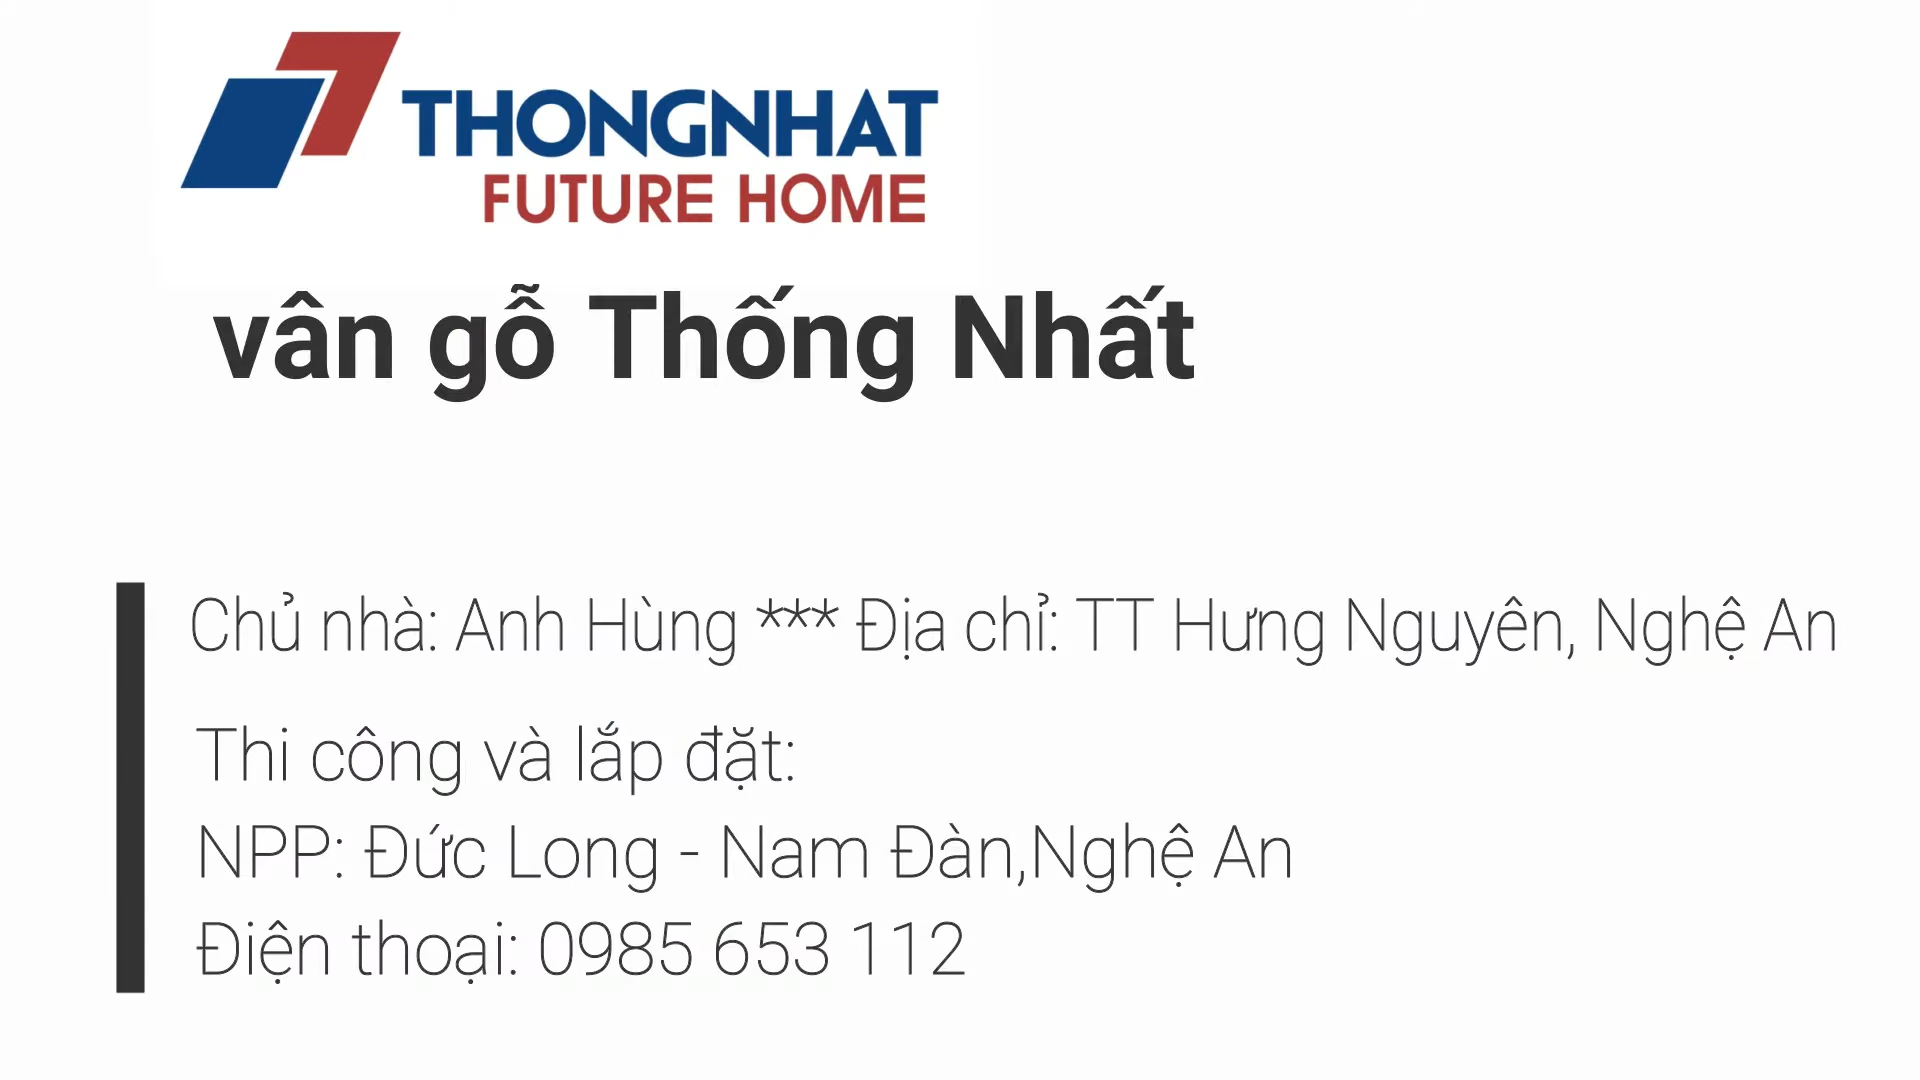 THONGNHAT
FUTURE HOME
vân gỗ Thống Nhất
Chủ nhà: Anh Hùng *** Địa chỉ: TT Hưng Nguyên, Nghệ An
Thi công và lắp đặt:
NPP: Đức Long - Nam Đàn,Nghệ An
Điện thoại: 0985 653 112